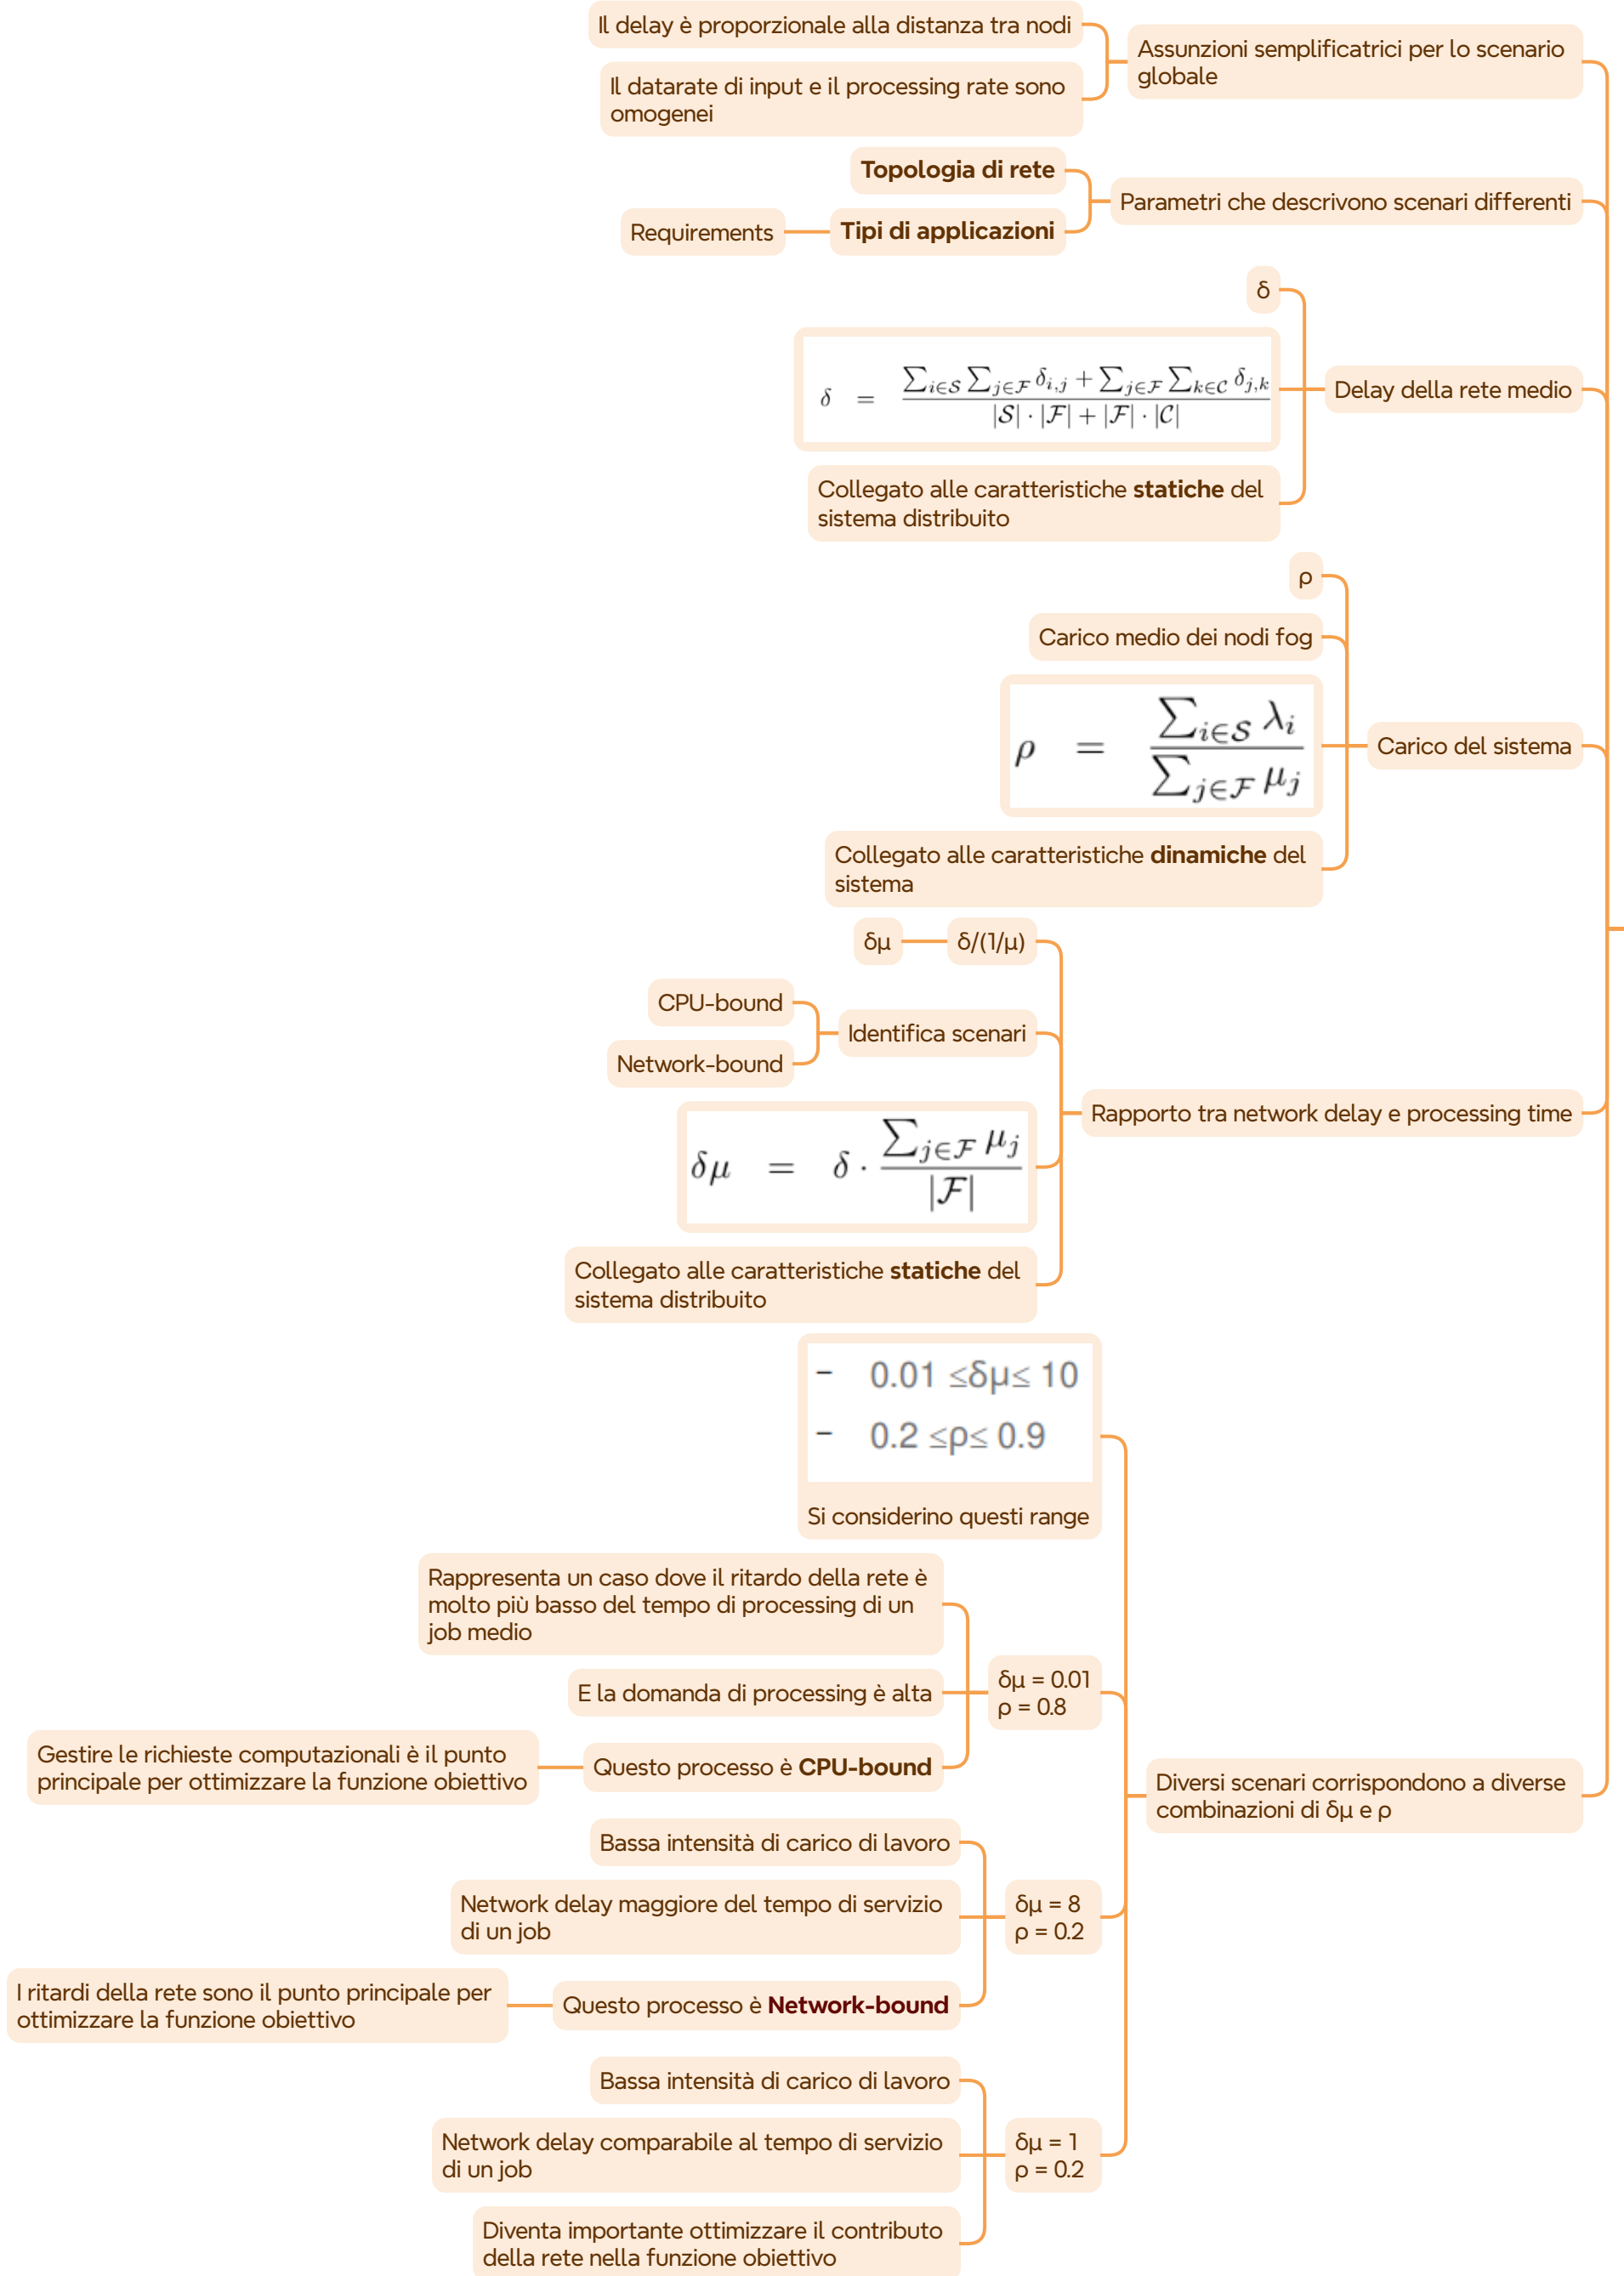 Il delay è proporzionale alla distanza tra nodi
Assunzioni semplificatrici per lo scenario
globale
Il datarate di input e il processing rate sono
omogenei
Topologia di rete
Parametri che descrivono scenari differenti
Requirements
Tipi di applicazioni
δ
δ = \frac{∑_{i∈𝒮} ∑_{j∈ℱ} δ_{i,j} + ∑_{j∈ℱ} ∑_{k∈𝒞} δ_{j,k}}{|𝒮| · |ℱ| + |ℱ| · |𝒞|}
Delay della rete medio
Collegato alle caratteristiche statiche del
sistema distribuito
ρ
Carico medio dei nodi fog
ρ = \frac{∑_{i∈𝒮} λ_i}{∑_{j∈ℱ} μ_j}
Carico del sistema
Collegato alle caratteristiche dinamiche del
sistema
δμ
δ/(1/μ)
CPU-bound
Identifica scenari
Network-bound
Rapporto tra network delay e processing time
δμ = δ · \frac{∑_{j∈ℱ} μ_j}{|ℱ|}
Collegato alle caratteristiche statiche del
sistema distribuito
– 0.01 ≤δμ≤ 10
– 0.2 ≤ρ≤ 0.9
Si considerino questi range
Rappresenta un caso dove il ritardo della rete è
molto più basso del tempo di processing di un
job medio
E la domanda di processing è alta
δμ = 0.01
ρ = 0.8
Gestire le richieste computazionali è il punto
principale per ottimizzare la funzione obiettivo
Questo processo è CPU-bound
Diversi scenari corrispondono a diverse
combinazioni di δμ e ρ
Bassa intensità di carico di lavoro
Network delay maggiore del tempo di servizio
di un job
δμ = 8
ρ = 0.2
I ritardi della rete sono il punto principale per
ottimizzare la funzione obiettivo
Questo processo è Network-bound
Bassa intensità di carico di lavoro
Network delay comparabile al tempo di servizio
di un job
δμ = 1
ρ = 0.2
Diventa importante ottimizzare il contributo
della rete nella funzione obiettivo